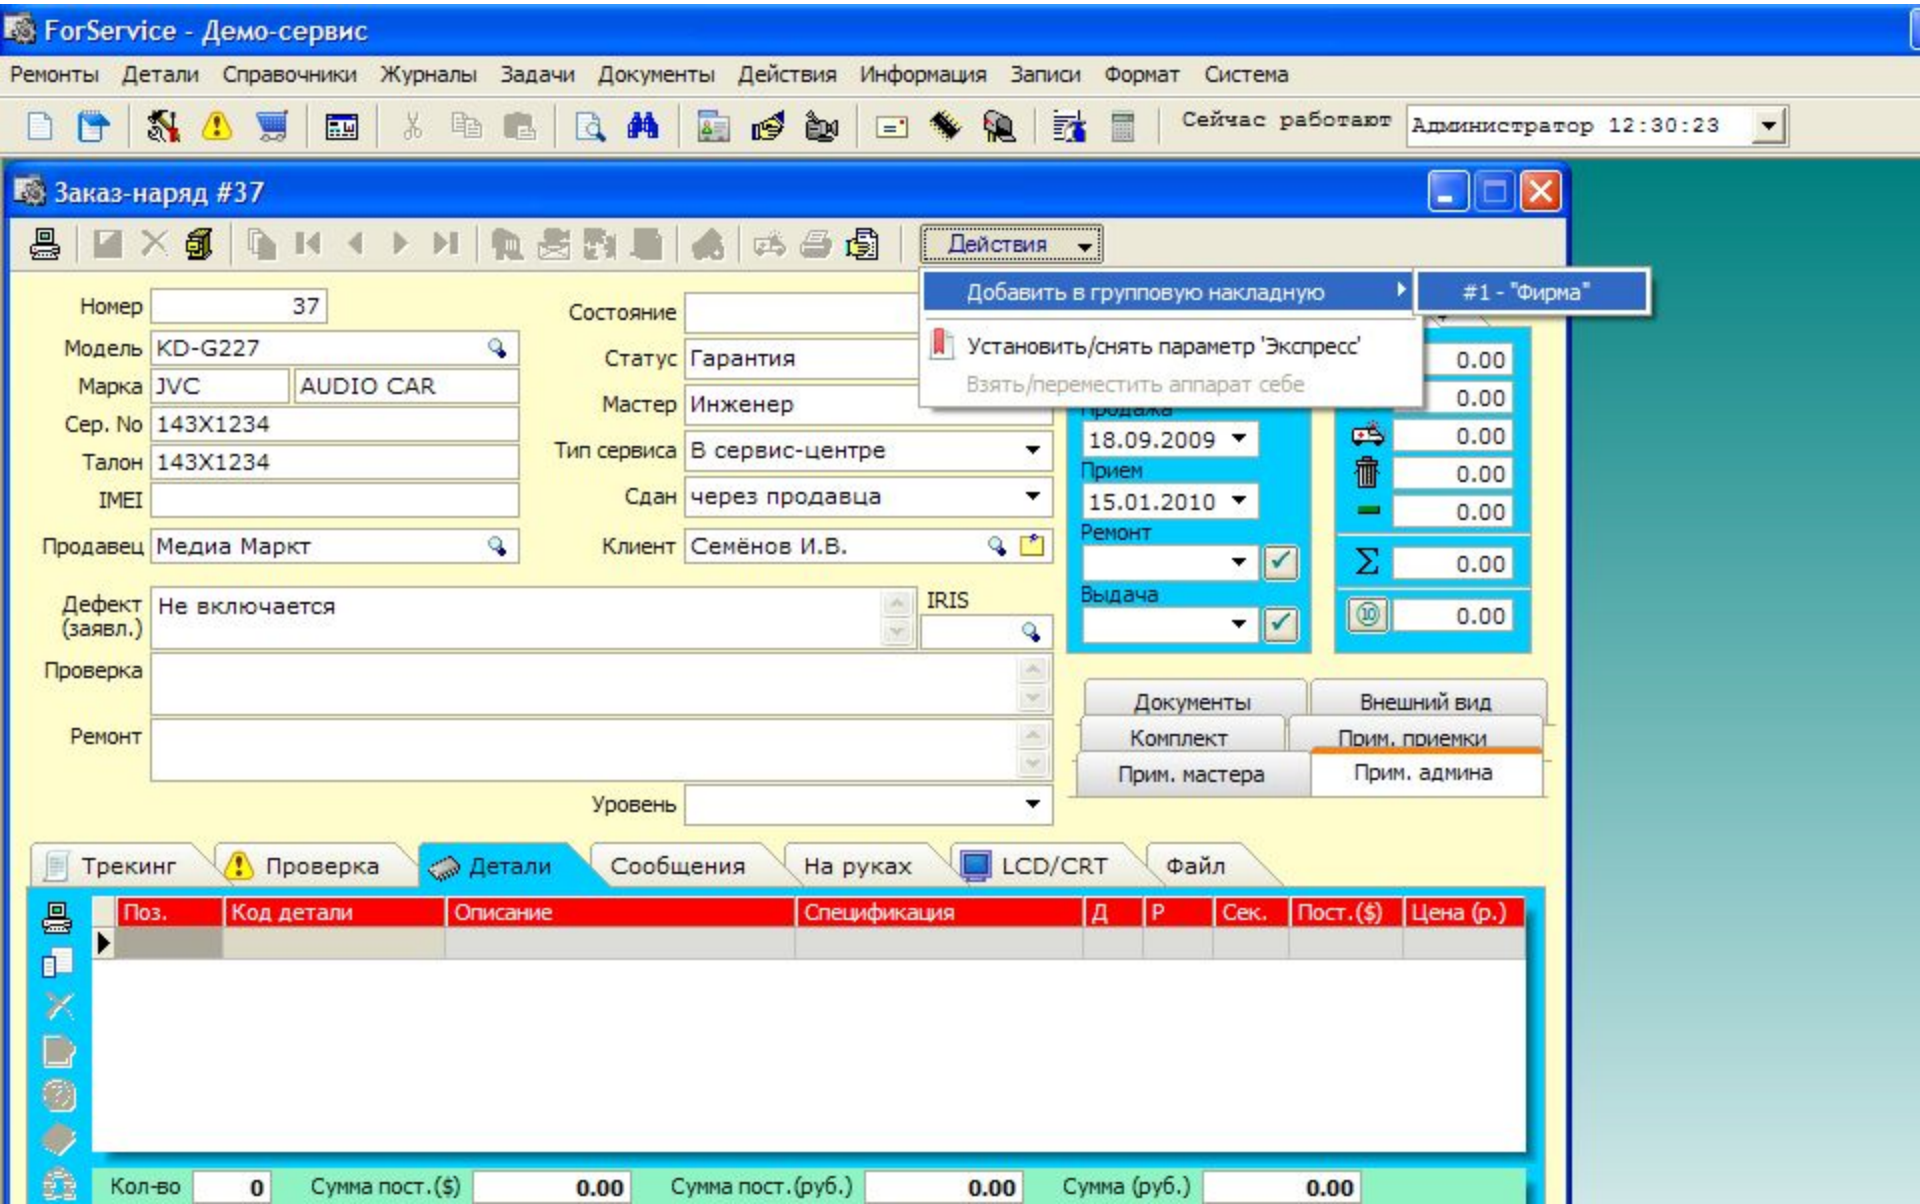 ForService - Демо-сервис
Ремонты Детали Справочники Журналы Задачи Документы Действия Информация Записи Формат Система
Сейчас работают Администратор 12:30:23
Заказ-наряд #37
Действия
Добавить в групповую накладную #1 - "Фирма"
Установить/снять параметр 'Экспресс'
Взять/переместить аппарат себе
Номер 37
Модель KD-G227
Марка JVC AUDIO CAR
Сер. No 143X1234
Талон 143X1234
IMEI
Продавец Медиа Маркт
Состояние
Статус Гарантия
Мастер Инженер
Тип сервиса В сервис-центре
Сдан через продавца
Клиент Семёнов И.В.
Продажа
18.09.2009
Прием
15.01.2010
Ремонт
Выдача
0.00
0.00
0.00
0.00
0.00
Σ 0.00
10 0.00
Дефект (заявл.) Не включается
IRIS
Проверка
Ремонт
Уровень
Документы Внешний вид
Комплект Прим. приемки
Прим. мастера Прим. админа
Трекинг Проверка Детали Сообщения На руках LCD/CRT Файл
Поз. Код детали Описание Спецификация Д Р Сек. Пост.($) Цена (р.)
Кол-во 0 Сумма пост.($) 0.00 Сумма пост.(руб.) 0.00 Сумма (руб.) 0.00